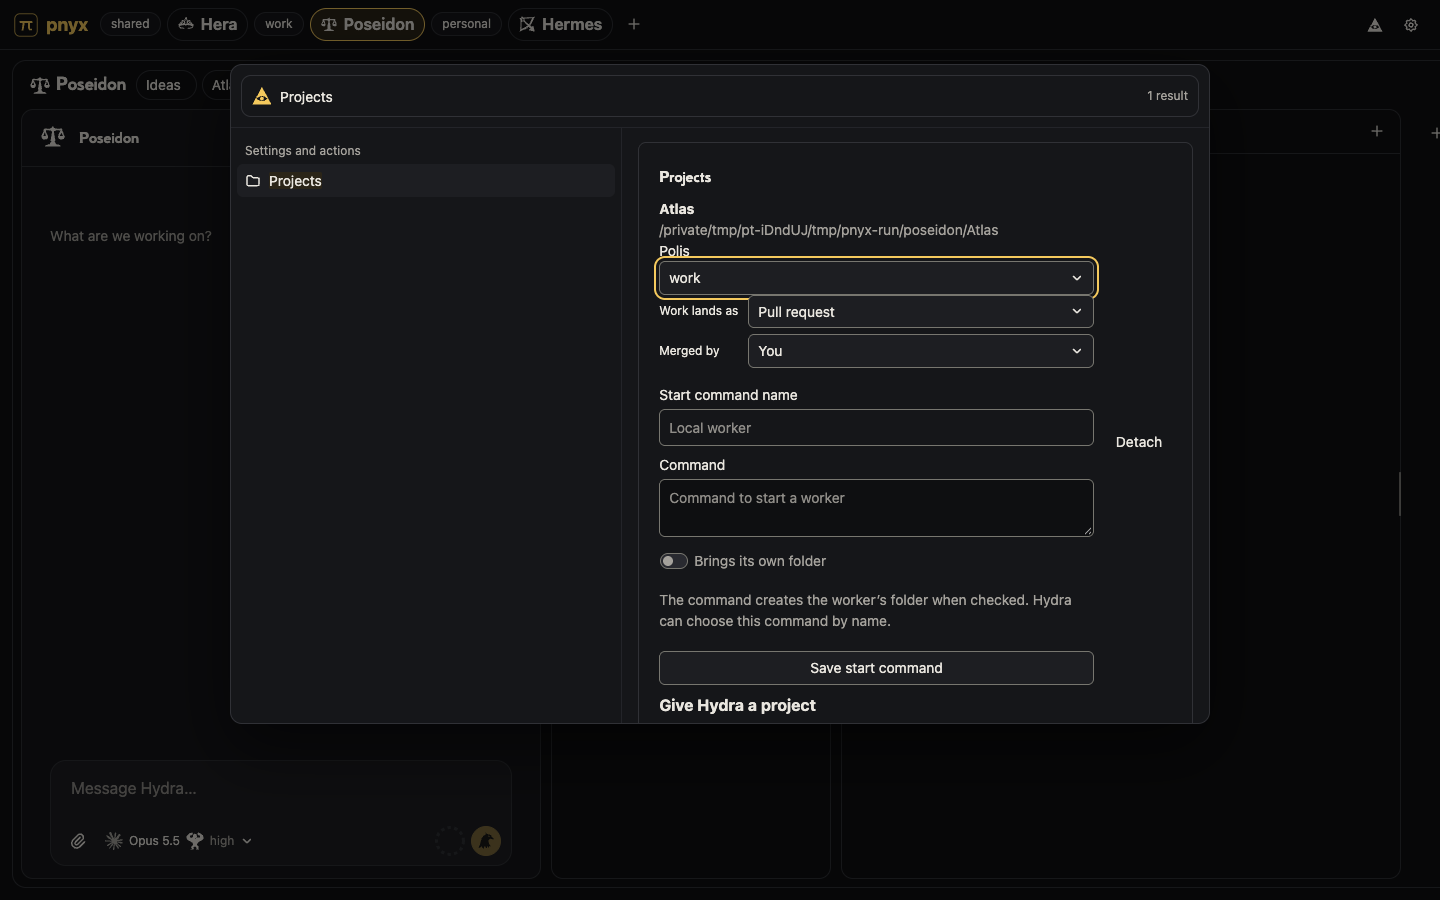 π pnyx shared Hera work Poseidon personal Hermes +
Poseidon Ideas
Projects 1 result
Poseidon
Settings and actions
Projects
What are we working on?
Projects
Atlas
/private/tmp/pt-iDndUJ/tmp/pnyx-run/poseidon/Atlas
Polis
work
Work lands as Pull request
Merged by You
Start command name
Local worker
Detach
Command
Command to start a worker
Brings its own folder
The command creates the worker’s folder when checked. Hydra
can choose this command by name.
Save start command
Give Hydra a project
Message Hydra...
Opus 5.5 high